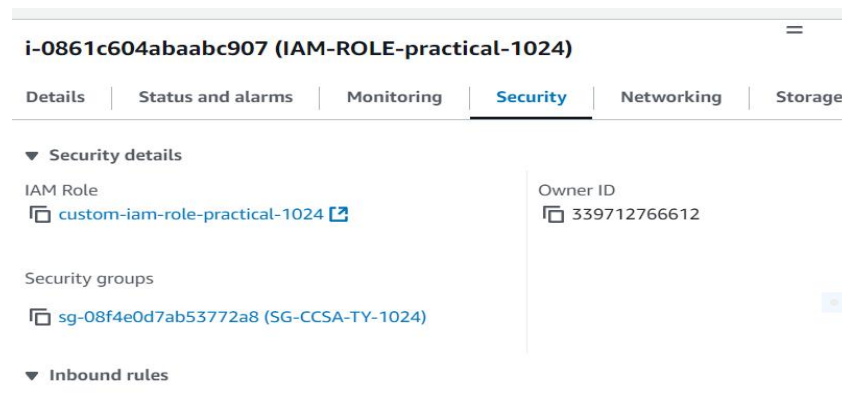 i-0861c604abaabc907 (IAM-ROLE-practical-1024)
Details Status and alarms Monitoring Security Networking Storage
Security details
IAM Role
custom-iam-role-practical-1024
Owner ID
339712766612
Security groups
sg-08f4e0d7ab53772a8 (SG-CCSA-TY-1024)
Inbound rules